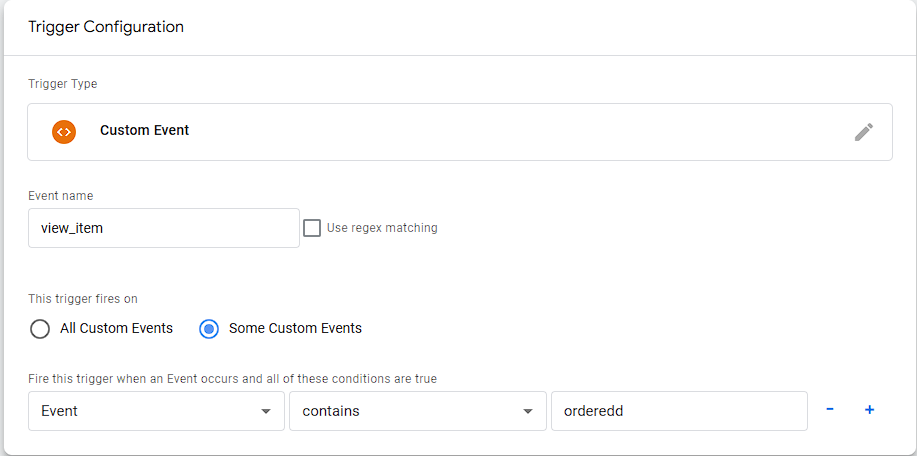 Trigger Configuration
Trigger Type
Custom Event
Event name
view_item
Use regex matching
This trigger fires on
All Custom Events
Some Custom Events
Fire this trigger when an Event occurs and all of these conditions are true
Event contains orderedd - +